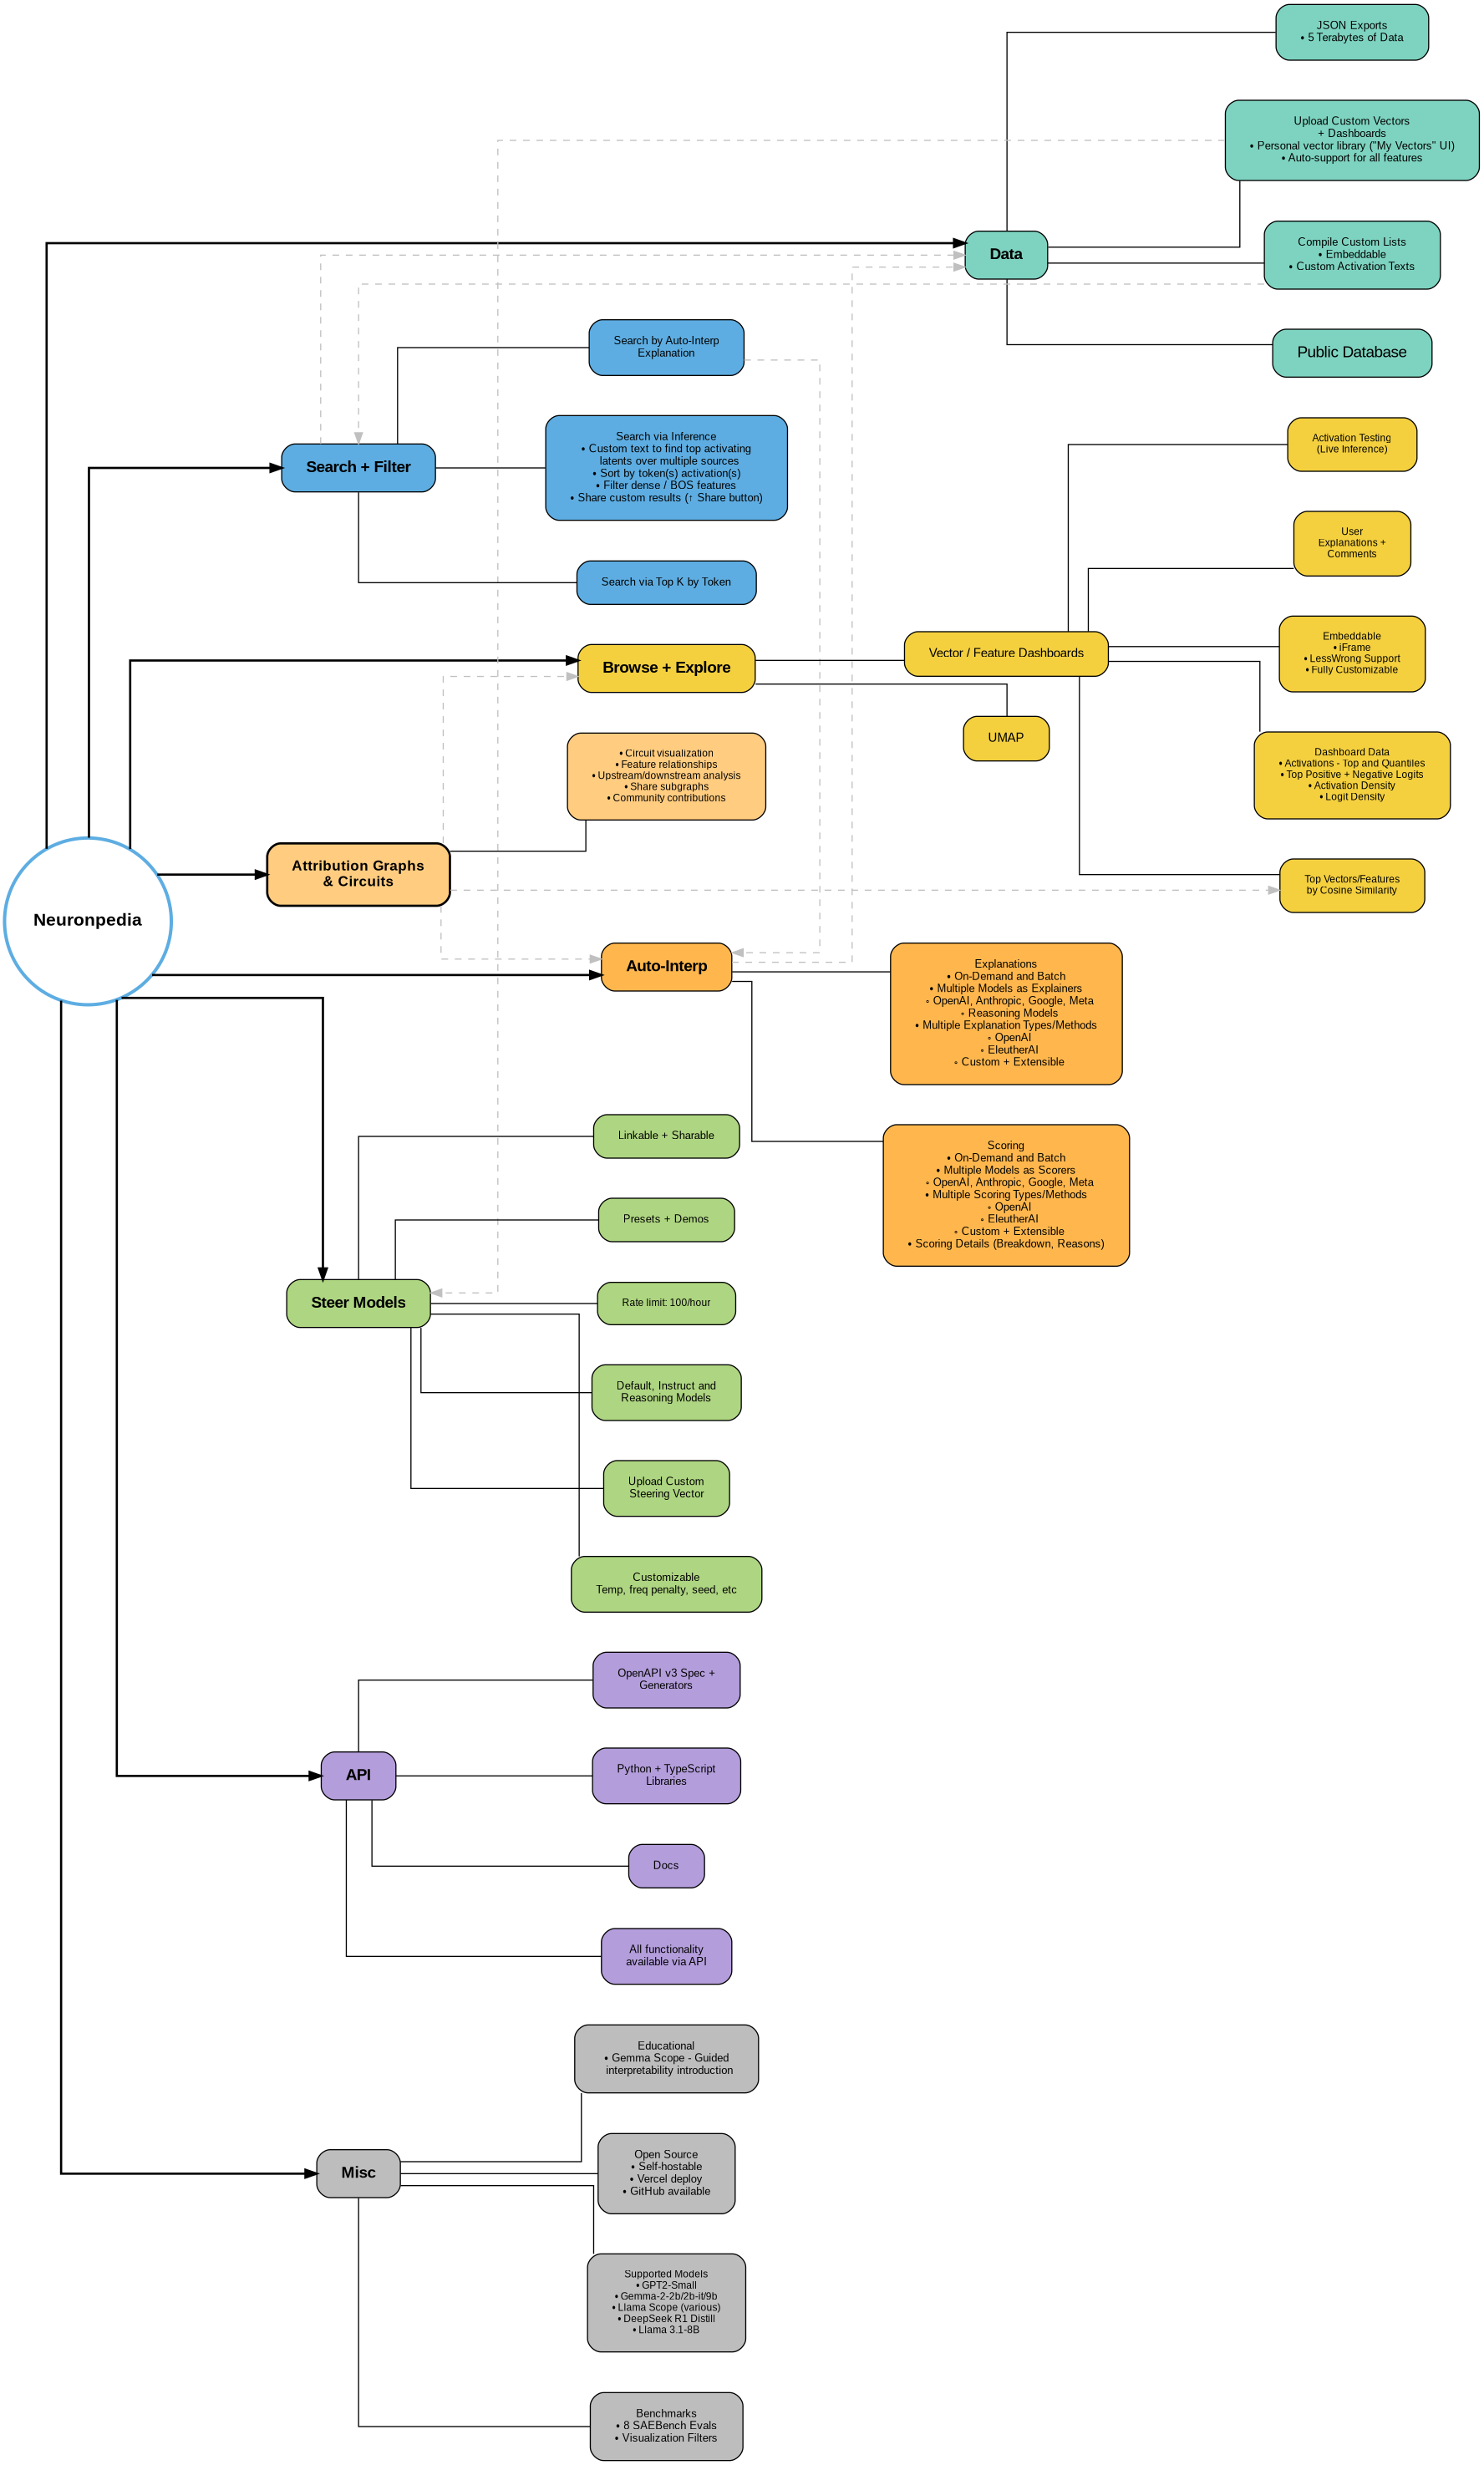 Neuronpedia
Data
JSON Exports
• 5 Terabytes of Data
Upload Custom Vectors
+ Dashboards
• Personal vector library ("My Vectors" UI)
• Auto-support for all features
Compile Custom Lists
• Embeddable
• Custom Activation Texts
Public Database
Search + Filter
Search by Auto-Interp
Explanation
Search via Inference
• Custom text to find top activating
latents over multiple sources
• Sort by token(s) activation(s)
• Filter dense / BOS features
• Share custom results (↑ Share button)
Search via Top K by Token
Browse + Explore
Vector / Feature Dashboards
Activation Testing
(Live Inference)
User
Explanations +
Comments
Embeddable
• iFrame
• LessWrong Support
• Fully Customizable
Dashboard Data
• Activations - Top and Quantiles
• Top Positive + Negative Logits
• Activation Density
• Logit Density
Top Vectors/Features
by Cosine Similarity
UMAP
Attribution Graphs
& Circuits
• Circuit visualization
• Feature relationships
• Upstream/downstream analysis
• Share subgraphs
• Community contributions
Auto-Interp
Explanations
• On-Demand and Batch
• Multiple Models as Explainers
◦ OpenAI, Anthropic, Google, Meta
◦ Reasoning Models
• Multiple Explanation Types/Methods
◦ OpenAI
◦ EleutherAI
◦ Custom + Extensible
Scoring
• On-Demand and Batch
• Multiple Models as Scorers
◦ OpenAI, Anthropic, Google, Meta
• Multiple Scoring Types/Methods
◦ OpenAI
◦ EleutherAI
◦ Custom + Extensible
• Scoring Details (Breakdown, Reasons)
Steer Models
Linkable + Sharable
Presets + Demos
Rate limit: 100/hour
Default, Instruct and
Reasoning Models
Upload Custom
Steering Vector
Customizable
Temp, freq penalty, seed, etc
API
OpenAPI v3 Spec +
Generators
Python + TypeScript
Libraries
Docs
All functionality
available via API
Misc
Educational
• Gemma Scope - Guided
interpretability introduction
Open Source
• Self-hostable
• Vercel deploy
• GitHub available
Supported Models
• GPT2-Small
• Gemma-2-2b/2b-it/9b
• Llama Scope (various)
• DeepSeek R1 Distill
• Llama 3.1-8B
Benchmarks
• 8 SAEBench Evals
• Visualization Filters